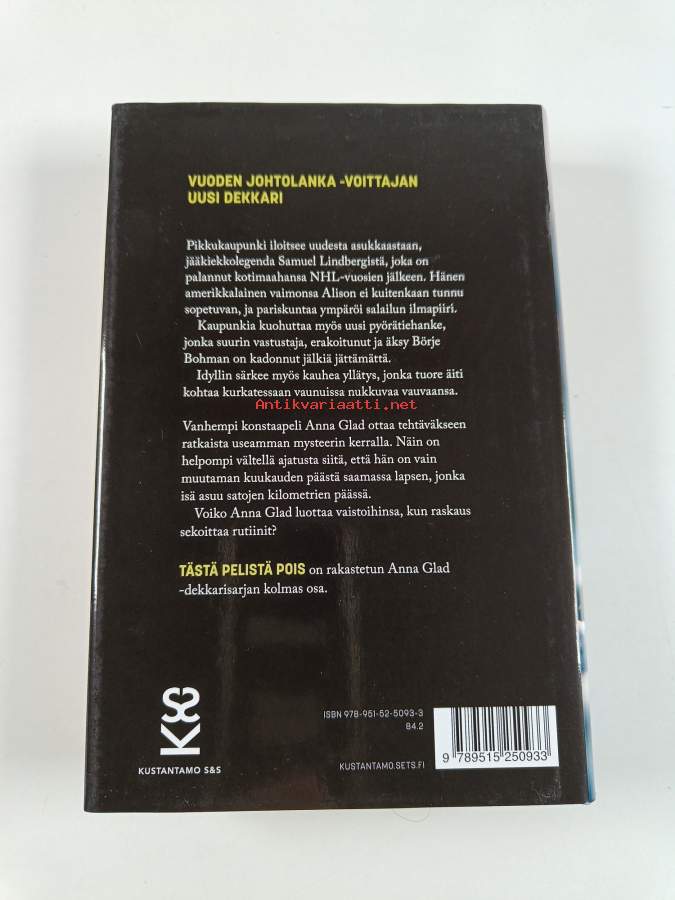 VUODEN JOHTOLANKA -VOITTAJAN
UUSI DEKKARI
Pikkukaupunki iloitsee uudesta asukkaastaan,
jääkiekkolegenda Samuel Lindbergistä, joka on
palannut kotimaahansa NHL-vuosien jälkeen. Hänen
amerikkalainen vaimonsa Alison ei kuitenkaan tunnu
sopetuvan, ja pariskuntaa ympäröi salailun ilmapiiri.
Kaupunkia kuohuttaa myös uusi pyörätiehanke,
jonka suurin vastustaja, erakoitunut ja äksy Börje
Bohman on kadonnut jälkiä jättämättä.
Idyllin särkee myös kauhea yllätys, jonka tuore äiti
kohtaa kurkatessaan vaunuissa nukkuvaa vauvaansa.
Antikvariaatti.net
Vanhempi konstaapeli Anna Glad ottaa tehtäväkseen
ratkaista useamman mysteerin kerralla. Näin on
helpompi vältellä ajatusta siitä, että hän on vain
muutaman kuukauden päästä saamassa lapsen, jonka
isä asuu satojen kilometrien päässä.
Voiko Anna Glad luottaa vaistoihinsa, kun raskaus
sekoittaa rutiinit?
TÄSTÄ PELISTÄ POIS on rakastetun Anna Glad
-dekkarisarjan kolmas osa.
KUSTANTAMO S&S
ISBN 978-951-52-5093-3
84.2
KUSTANTAMO.SETS.FI
9 789515 250933